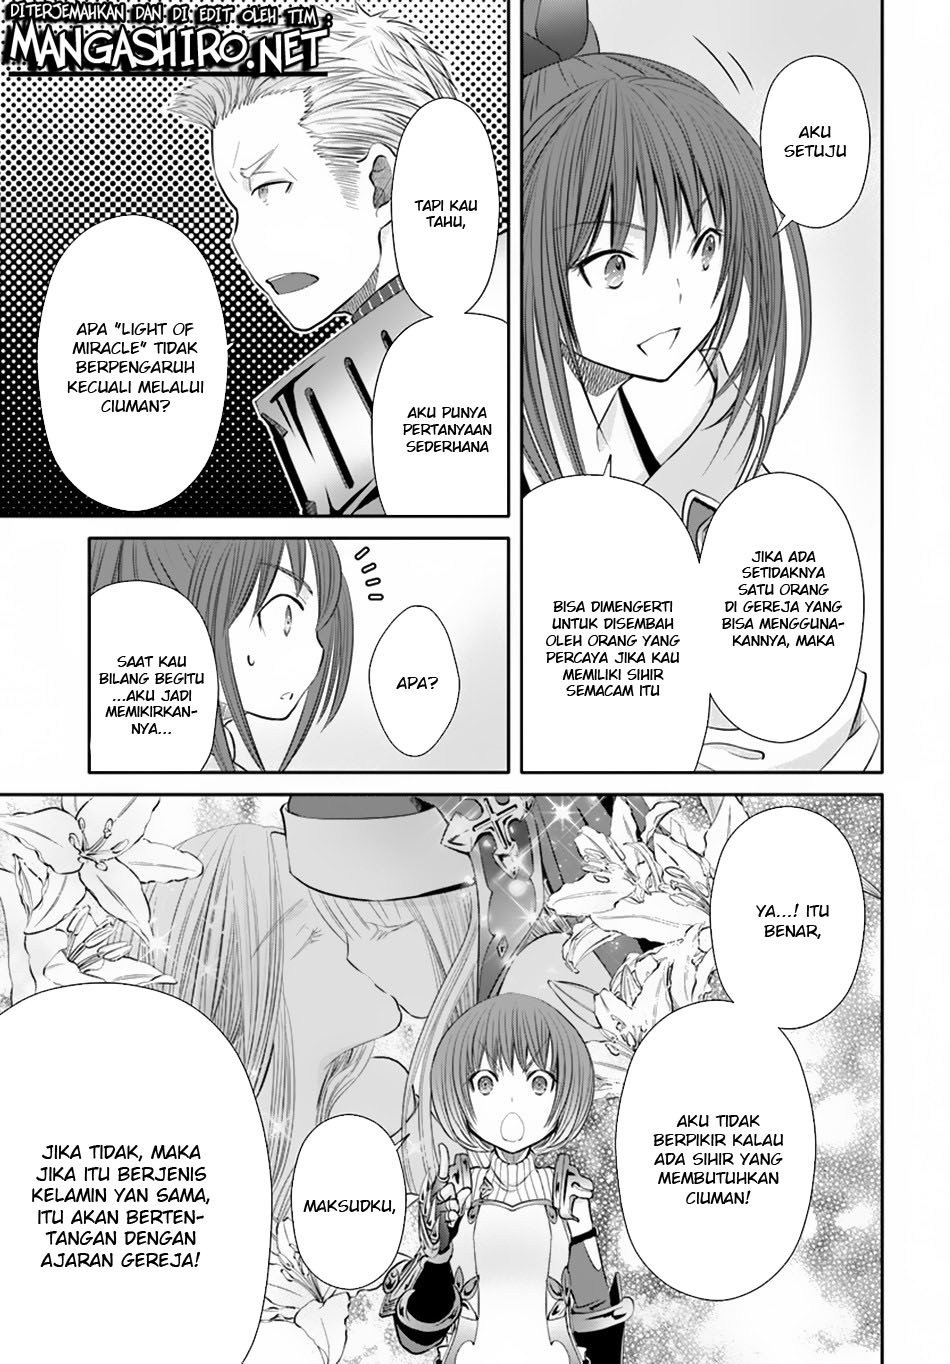 DITERJEMAHKAN DAN DI EDIT OLEH TIM :
MANGASHIRO.NET
AKU
SETUJU
JIKA ADA
SETIDAKNYA
SATU ORANG
DI GEREJA YANG
BISA MENGGUNA-
KANNYA, MAKA
BISA DIMENGERTI
UNTUK DISEMBAH
OLEH ORANG YANG
PERCAYA JIKA KAU
MEMILIKI SIHIR
SEMACAM ITU
TAPI KAU
TAHU,
AKU PUNYA
PERTANYAAN
SEDERHANA
APA "LIGHT OF
MIRACLE" TIDAK
BERPENGARUH
KECUALI MELALUI
CIUMAN?
APA?
SAAT KAU
BILANG BEGITU
...AKU JADI
MEMIKIRKAN-
NYA...
YA...! ITU
BENAR,
AKU TIDAK
BERPIKIR KALAU
ADA SIHIR YANG
MEMBUTUHKAN
CIUMAN!
MAKSUDKU,
JIKA TIDAK, MAKA
JIKA ITU BERJENIS
KELAMIN YAN SAMA,
ITU AKAN BERTEN-
TANGAN DENGAN
AJARAN GEREJA!